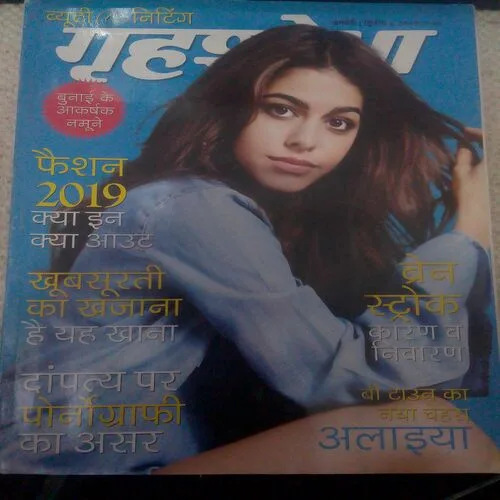 ब्यूटी निटिंग
गृहशोभा
बुनाई के
आकर्षक
नमूने
फैशन
2019
क्या इन
क्या आउट
खूबसूरती
का खजाना
है यह खाना
दांपत्य पर
पोर्नोग्राफी
का असर
ब्रेन
स्ट्रोक
कारण व
निवारण
बी टाउन का
नया चेहरा
अलाइया